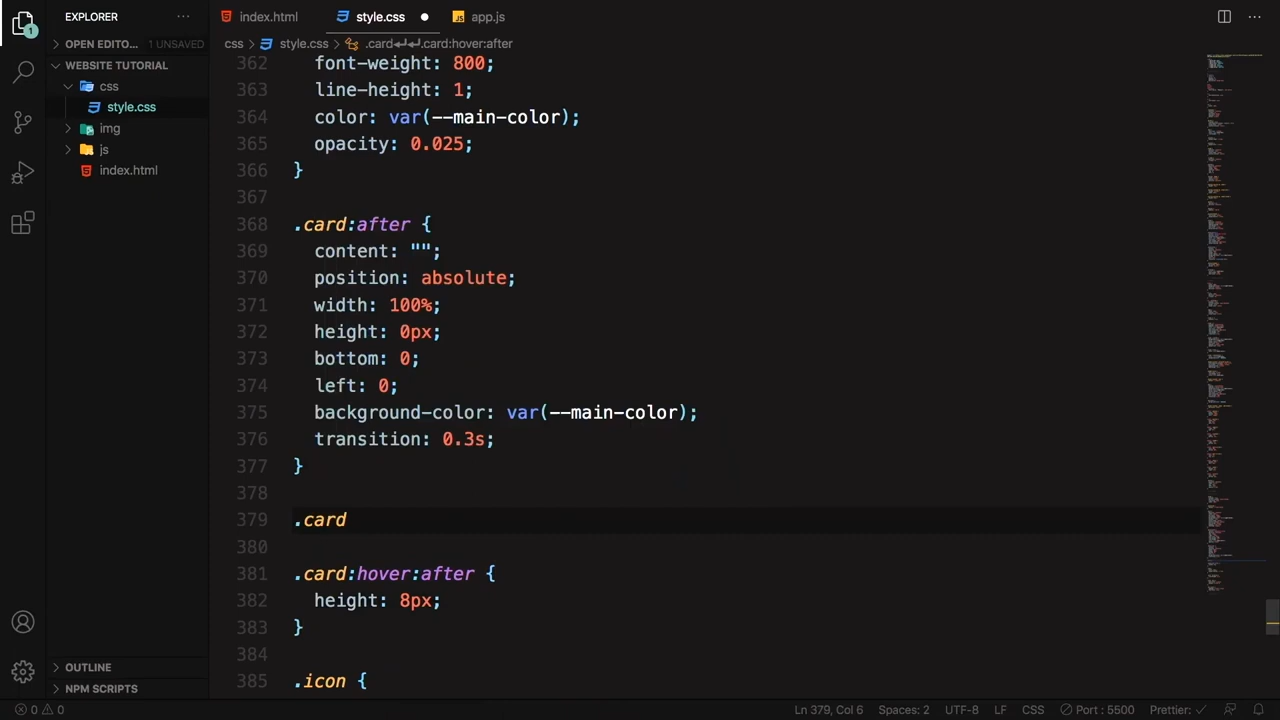 EXPLORER
···
index.html
style.css
app.js
···
1
OPEN EDITO... 1 UNSAVED
css > style.css > .card↵↵.card:hover:after
WEBSITE TUTORIAL
css
style.css
img
js
index.html
362 font-weight: 800;
363 line-height: 1;
364 color: var(--main-color);
365 opacity: 0.025;
366 }
367
368 .card:after {
369 content: "";
370 position: absolute;
371 width: 100%;
372 height: 0px;
373 bottom: 0;
374 left: 0;
375 background-color: var(--main-color);
376 transition: 0.3s;
377 }
378
379 .card
380
381 .card:hover:after {
382 height: 8px;
383 }
384
385 .icon {
OUTLINE
NPM SCRIPTS
0 0
Ln 379, Col 6
Spaces: 2
UTF-8
LF
CSS
Port : 5500
Prettier: ✓